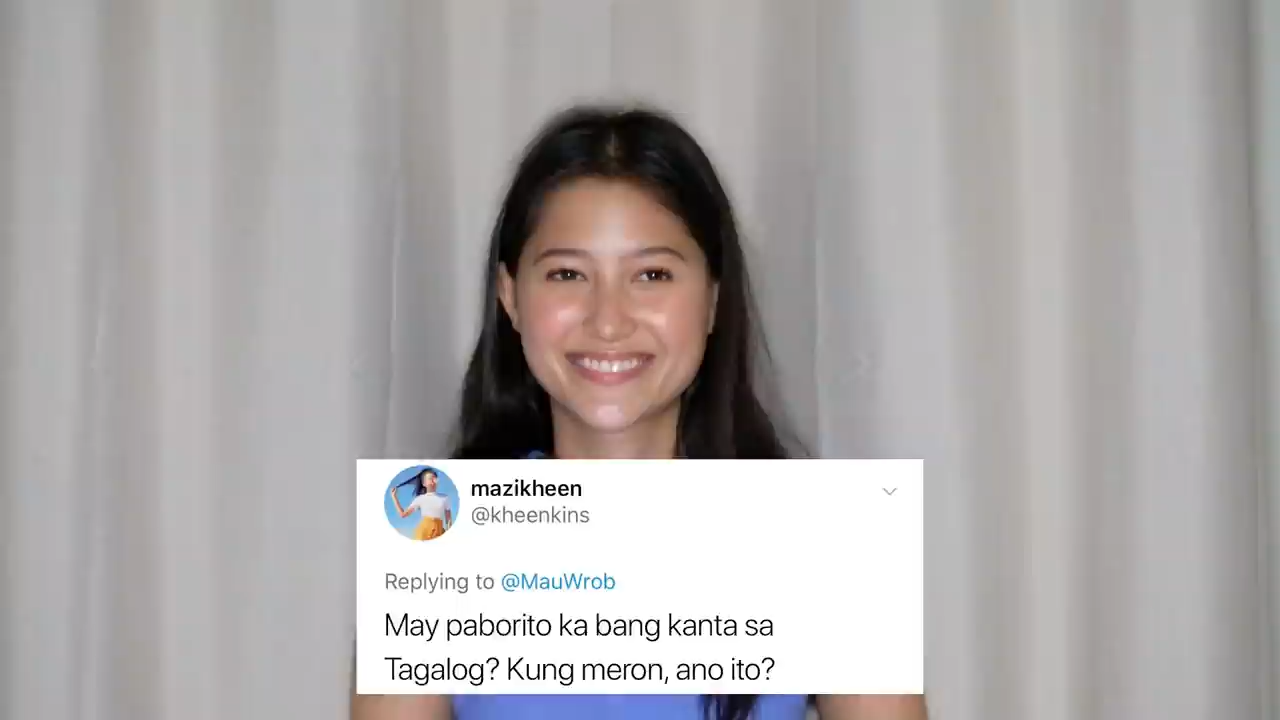 mazikheen
@kheenkins
Replying to @MauWrob
May paborito ka bang kanta sa
Tagalog? Kung meron, ano ito?